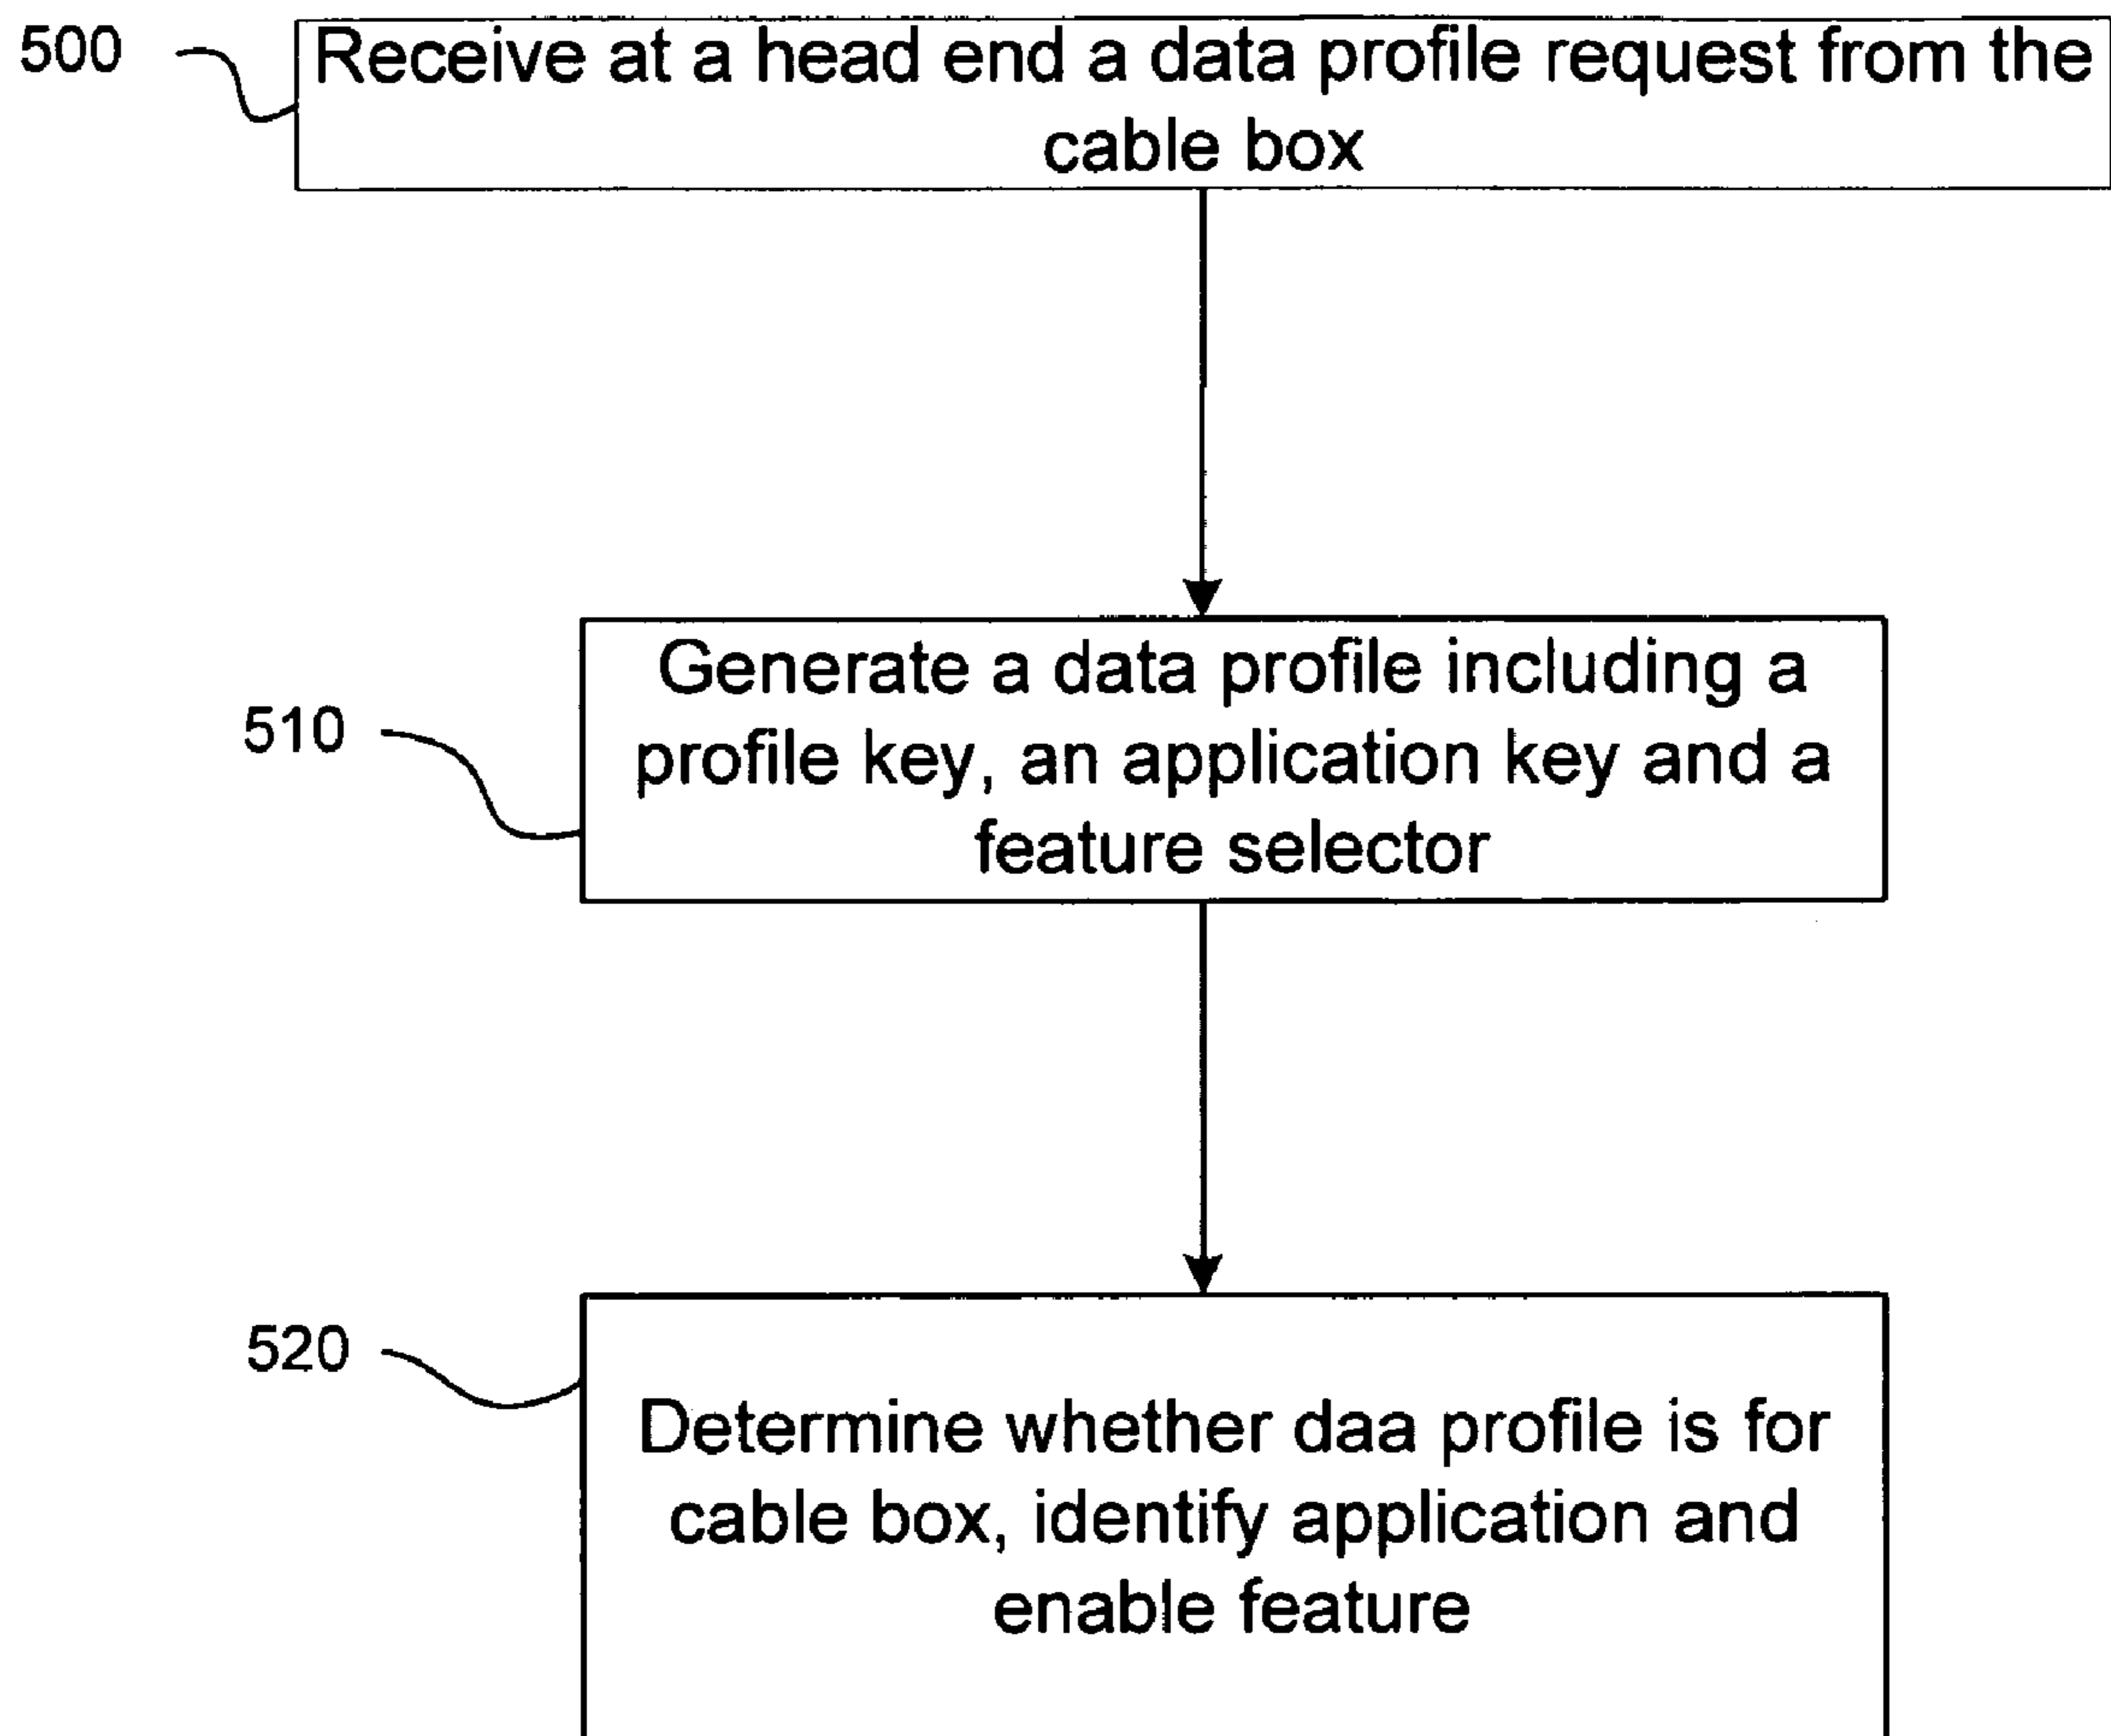 500
Receive at a head end a data profile request from the
cable box
510
Generate a data profile including a
profile key, an application key and a
feature selector
520
Determine whether daa profile is for
cable box, identify application and
enable feature